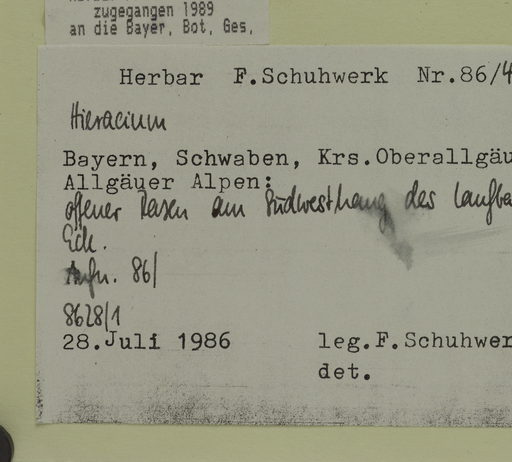 zugegangen 1989
an die Bayer, Bot, Ges,
Herbar F.Schuhwerk Nr.86/4
Hieracium
Bayern, Schwaben, Krs.Oberallgäu
Allgäuer Alpen:
offener Rasen am Südwesthang des Laufba
Eck.
Aufn. 86/
8628/1
28.Juli 1986 leg.F.Schuhwer
det.